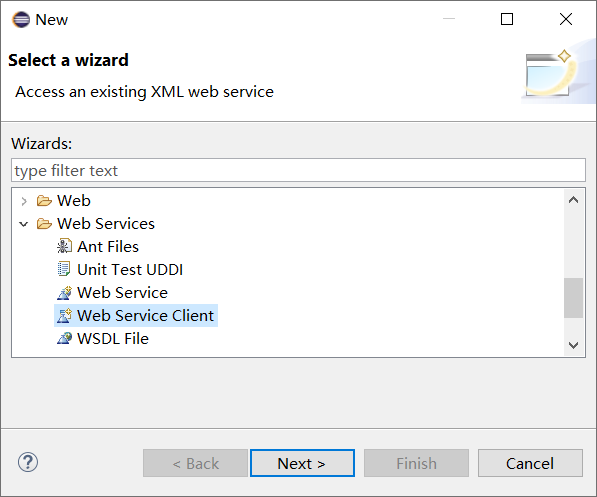 New
Select a wizard
Access an existing XML web service
Wizards:
type filter text
Web
Web Services
Ant Files
Unit Test UDDI
Web Service
Web Service Client
WSDL File
? < Back Next > Finish Cancel